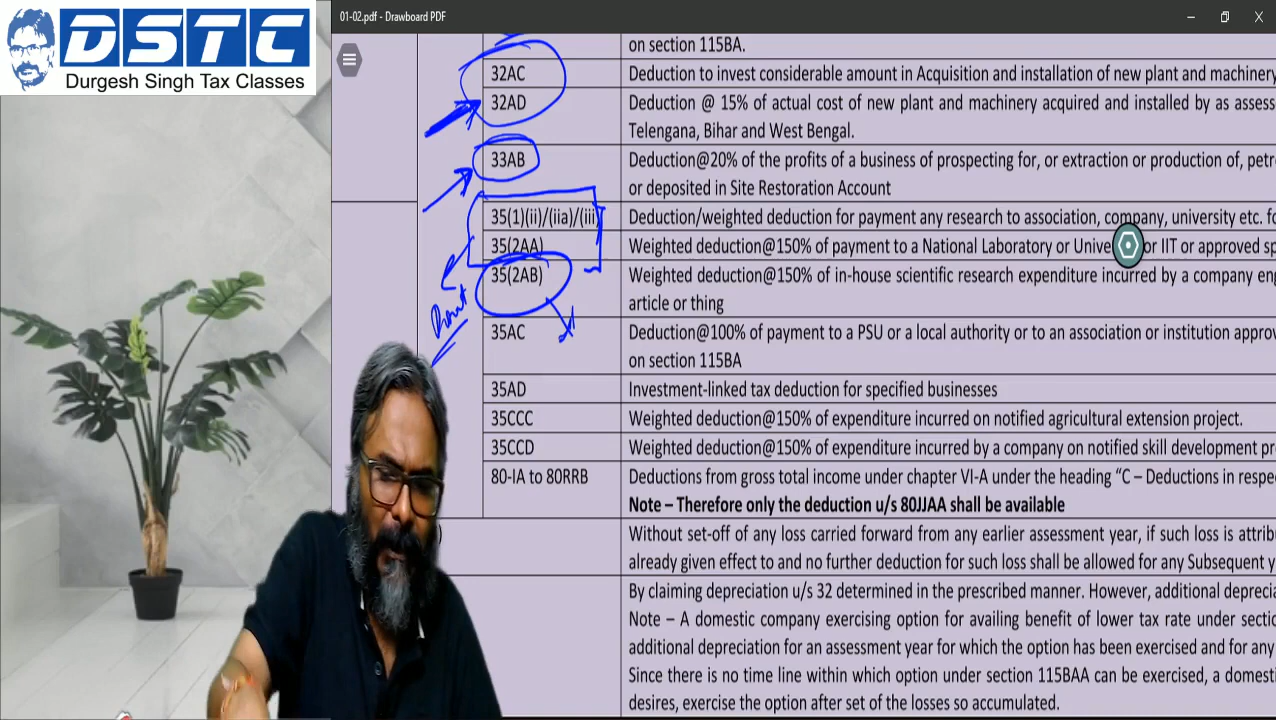 DSTC
Durgesh Singh Tax Classes
01-02.pdf - Drawboard PDF
on section 115BA.
32AC Deduction to invest considerable amount in Acquisition and installation of new plant and machinery
32AD Deduction @ 15% of actual cost of new plant and machinery acquired and installed by as assess
Telengana, Bihar and West Bengal.
33AB Deduction@20% of the profits of a business of prospecting for, or extraction or production of, petr
or deposited in Site Restoration Account
35(1)(ii)/(iia)/(iii) Deduction/weighted deduction for payment any research to association, company, university etc. fo
35(2AA) Weighted deduction@150% of payment to a National Laboratory or Unive or IIT or approved sp
35(2AB) Weighted deduction@150% of in-house scientific research expenditure incurred by a company en
article or thing
35AC Deduction@100% of payment to a PSU or a local authority or to an association or institution approv
on section 115BA
35AD Investment-linked tax deduction for specified businesses
35CCC Weighted deduction@150% of expenditure incurred on notified agricultural extension project.
35CCD Weighted deduction@150% of expenditure incurred by a company on notified skill development pr
80-IA to 80RRB Deductions from gross total income under chapter VI-A under the heading “C – Deductions in respe
Note – Therefore only the deduction u/s 80JJAA shall be available
) Without set-off of any loss carried forward from any earlier assessment year, if such loss is attrib
already given effect to and no further deduction for such loss shall be allowed for any Subsequent y
By claiming depreciation u/s 32 determined in the prescribed manner. However, additional deprecia
Note – A domestic company exercising option for availing benefit of lower tax rate under sectio
additional depreciation for an assessment year for which the option has been exercised and for any
Since there is no time line within which option under section 115BAA can be exercised, a domesti
desires, exercise the option after set of the losses so accumulated.